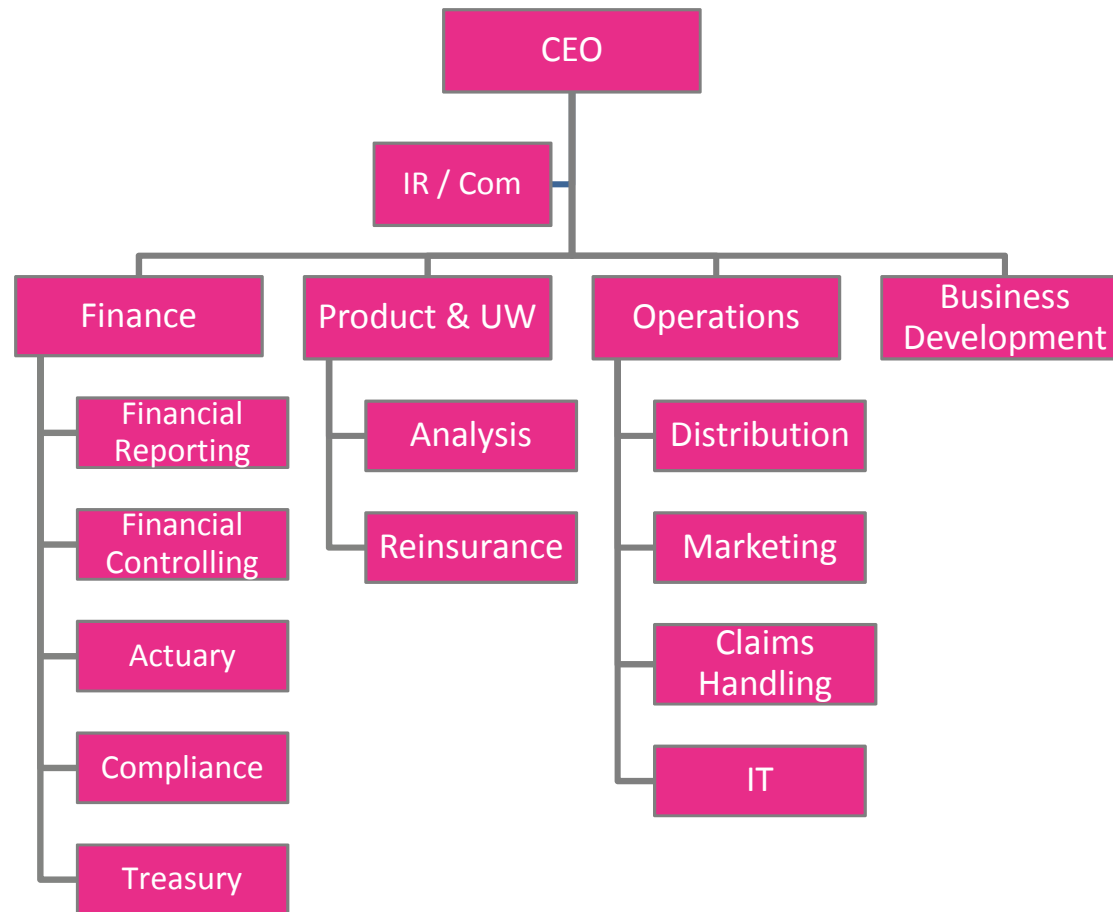 CEO
IR / Com
Finance
Product & UW
Operations
Business
Development
Financial
Reporting
Financial
Controlling
Actuary
Compliance
Treasury
Analysis
Reinsurance
Distribution
Marketing
Claims
Handling
IT